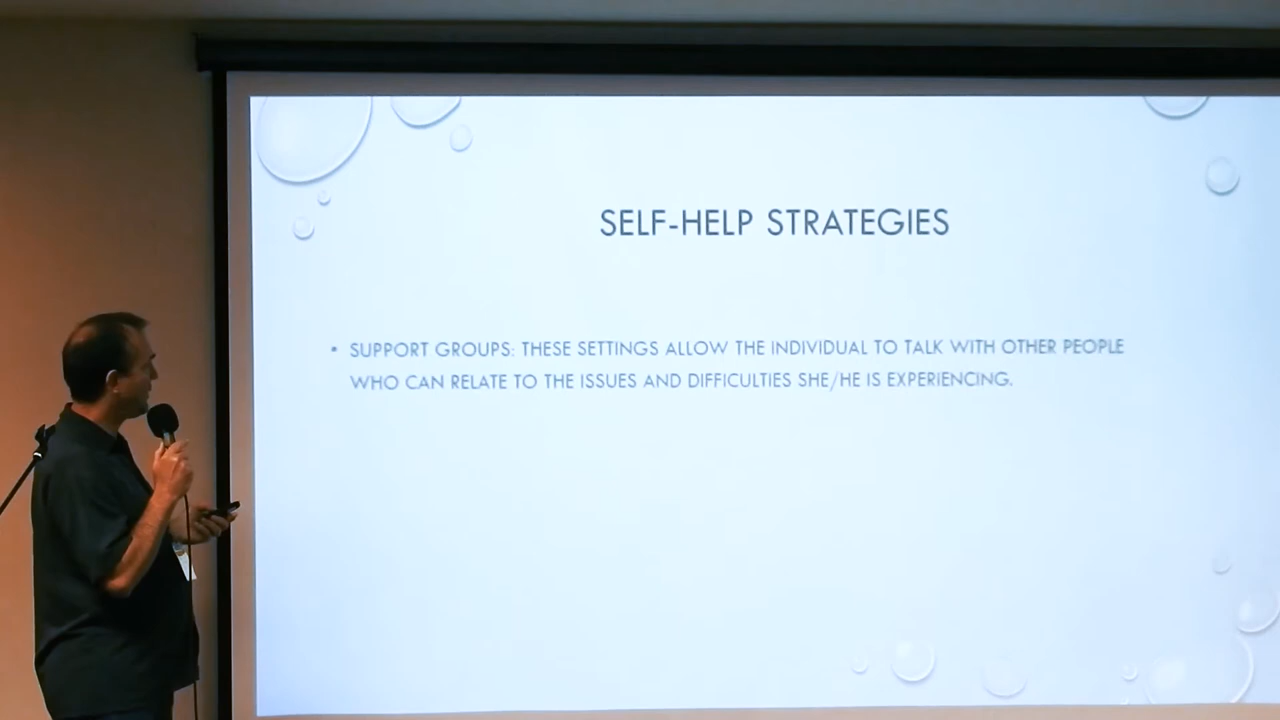 SELF-HELP STRATEGIES
• SUPPORT GROUPS: THESE SETTINGS ALLOW THE INDIVIDUAL TO TALK WITH OTHER PEOPLE
WHO CAN RELATE TO THE ISSUES AND DIFFICULTIES SHE/HE IS EXPERIENCING.